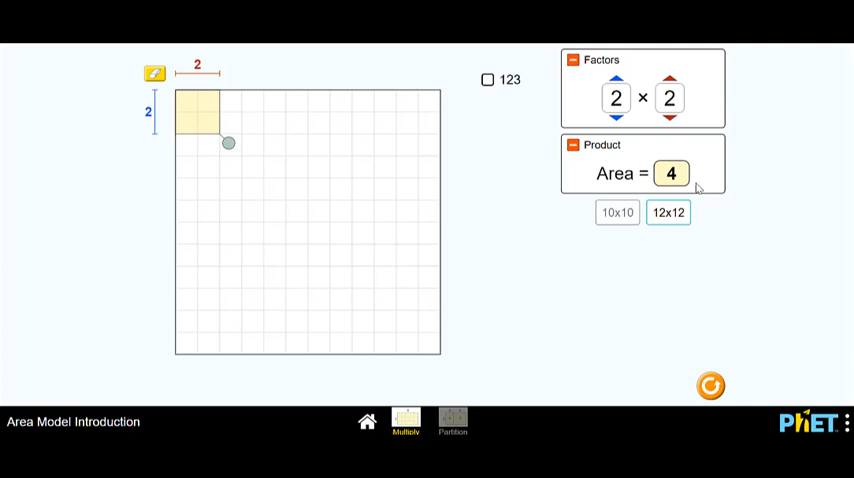 2
2
123
Factors
2 × 2
Product
Area = 4
10x10
12x12
Area Model Introduction
Multiply
Partition
PhET